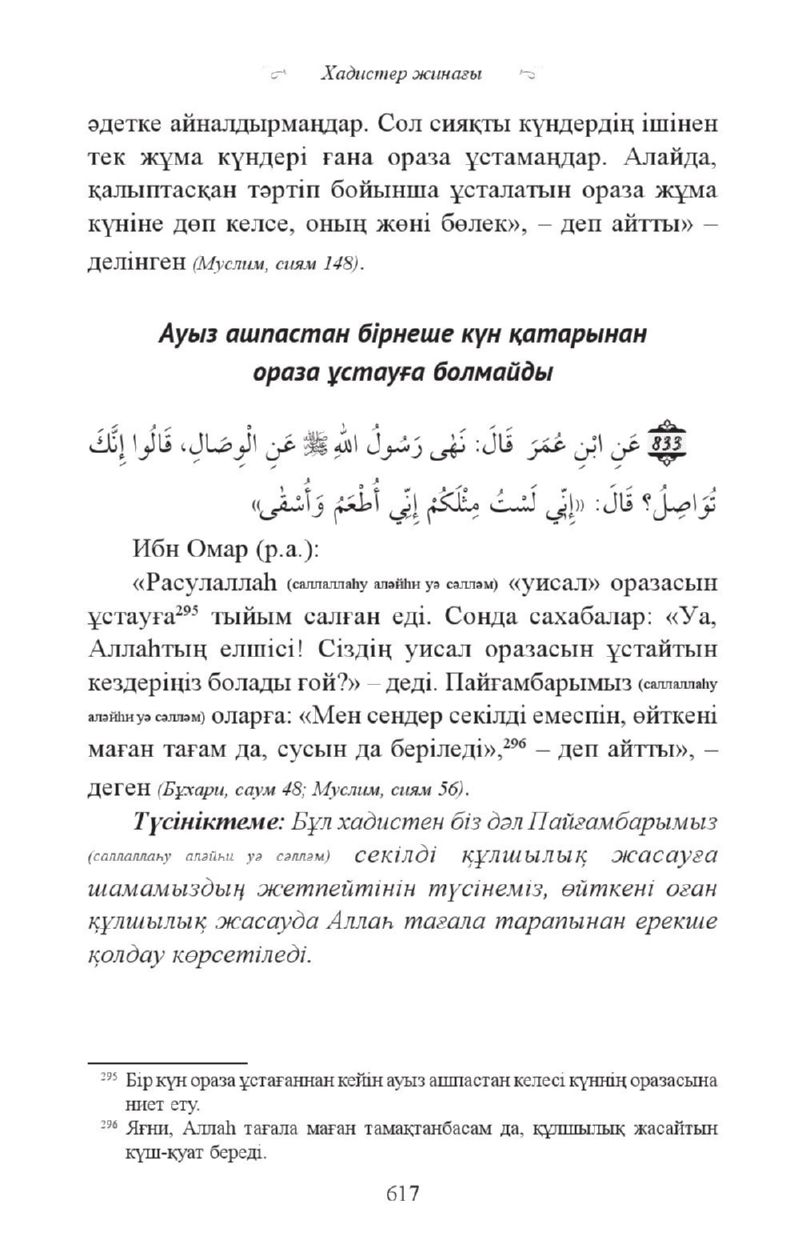 Хадистер жинағы
әдетке айналдырмаңдар. Сол сияқты күндердің ішінен
тек жұма күндері ғана ораза ұстамаңдар. Алайда,
қалыптасқан тәртіп бойынша ұсталатын ораза жұма
күніне дөп келсе, оның жөні бөлек», – деп айтты» –
делінген (Муслим, сиям 148).
Ауыз ашпастан бірнеше күн қатарынан
ораза ұстауға болмайды
833 عَنِ ابْنِ عُمَرَ قَالَ: نَهٰى رَسُولُ اللهِ ﷺ عَنِ الْوِصَالِ، قَالُوا إِنَّكَ
تُوَاصِلُ؟ قَالَ: «إِنِّي لَسْتُ مِثْلَكُمْ إِنِّي أُطْعَمُ وَأُسْقٰى»
Ибн Омар (р.а.):
«Расулаллаһ (саллаллаһу аләйһи уә сәлләм) «уисал» оразасын
ұстауға²⁹⁵ тыйым салған еді. Сонда сахабалар: «Уа,
Аллаһтың елшісі! Сіздің уисал оразасын ұстайтын
кездеріңіз болады ғой?» – деді. Пайғамбарымыз (саллаллаһу
аләйһи уә сәлләм) оларға: «Мен сендер секілді емеспін, өйткені
маған тағам да, сусын да беріледі»,²⁹⁶ – деп айтты», –
деген (Бұхари, саум 48; Муслим, сиям 56).
Түсініктеме: Бұл хадистен біз дәл Пайғамбарымыз
(саллаллаһу аләйһи уә сәлләм) секілді құлшылық жасауға
шамамыздың жетпейтінін түсінеміз, өйткені оған
құлшылық жасауда Аллаһ тағала тарапынан ерекше
қолдау көрсетіледі.
²⁹⁵ Бір күн ораза ұстағаннан кейін ауыз ашпастан келесі күннің оразасына
ниет ету.
²⁹⁶ Яғни, Аллаһ тағала маған тамақтанбасам да, құлшылық жасайтын
күш-қуат береді.
617